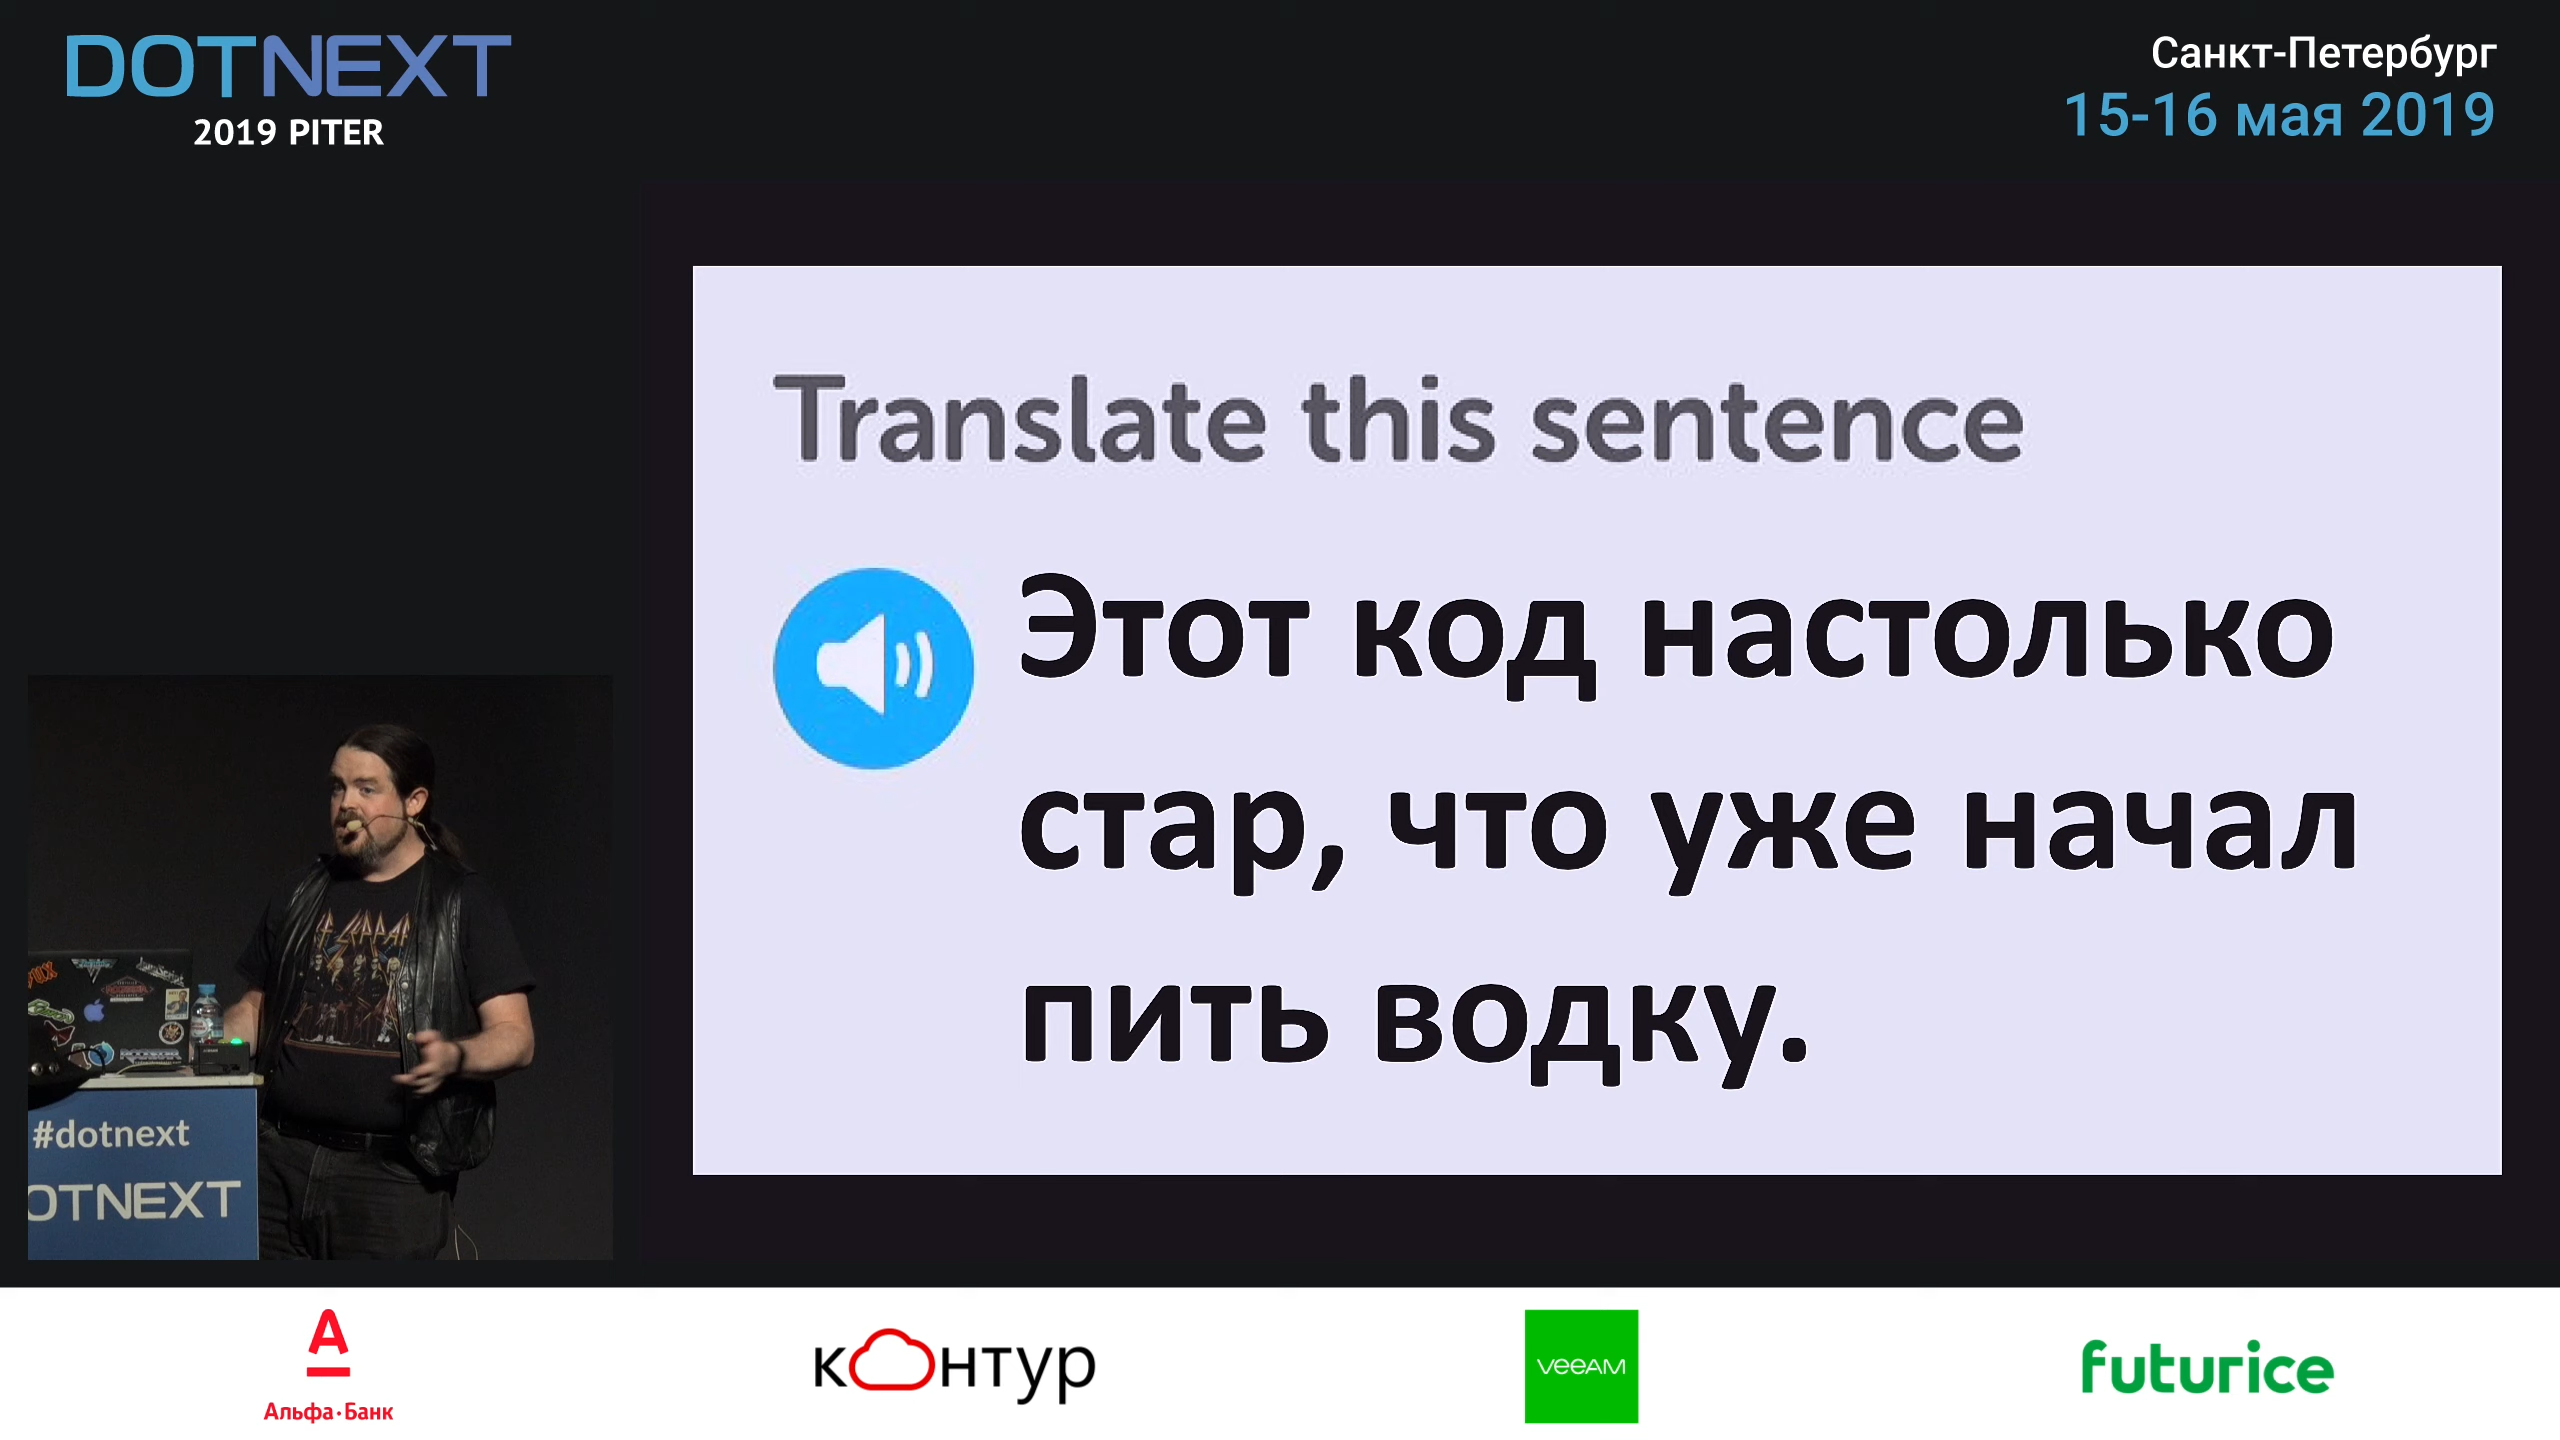 DOTNEXT
2019 PITER
Санкт-Петербург
15-16 мая 2019
Translate this sentence
Этот код настолько
стар, что уже начал
пить водку.
#dotnext
OTNEXT
Альфа·Банк
контур
veeAM
futurice